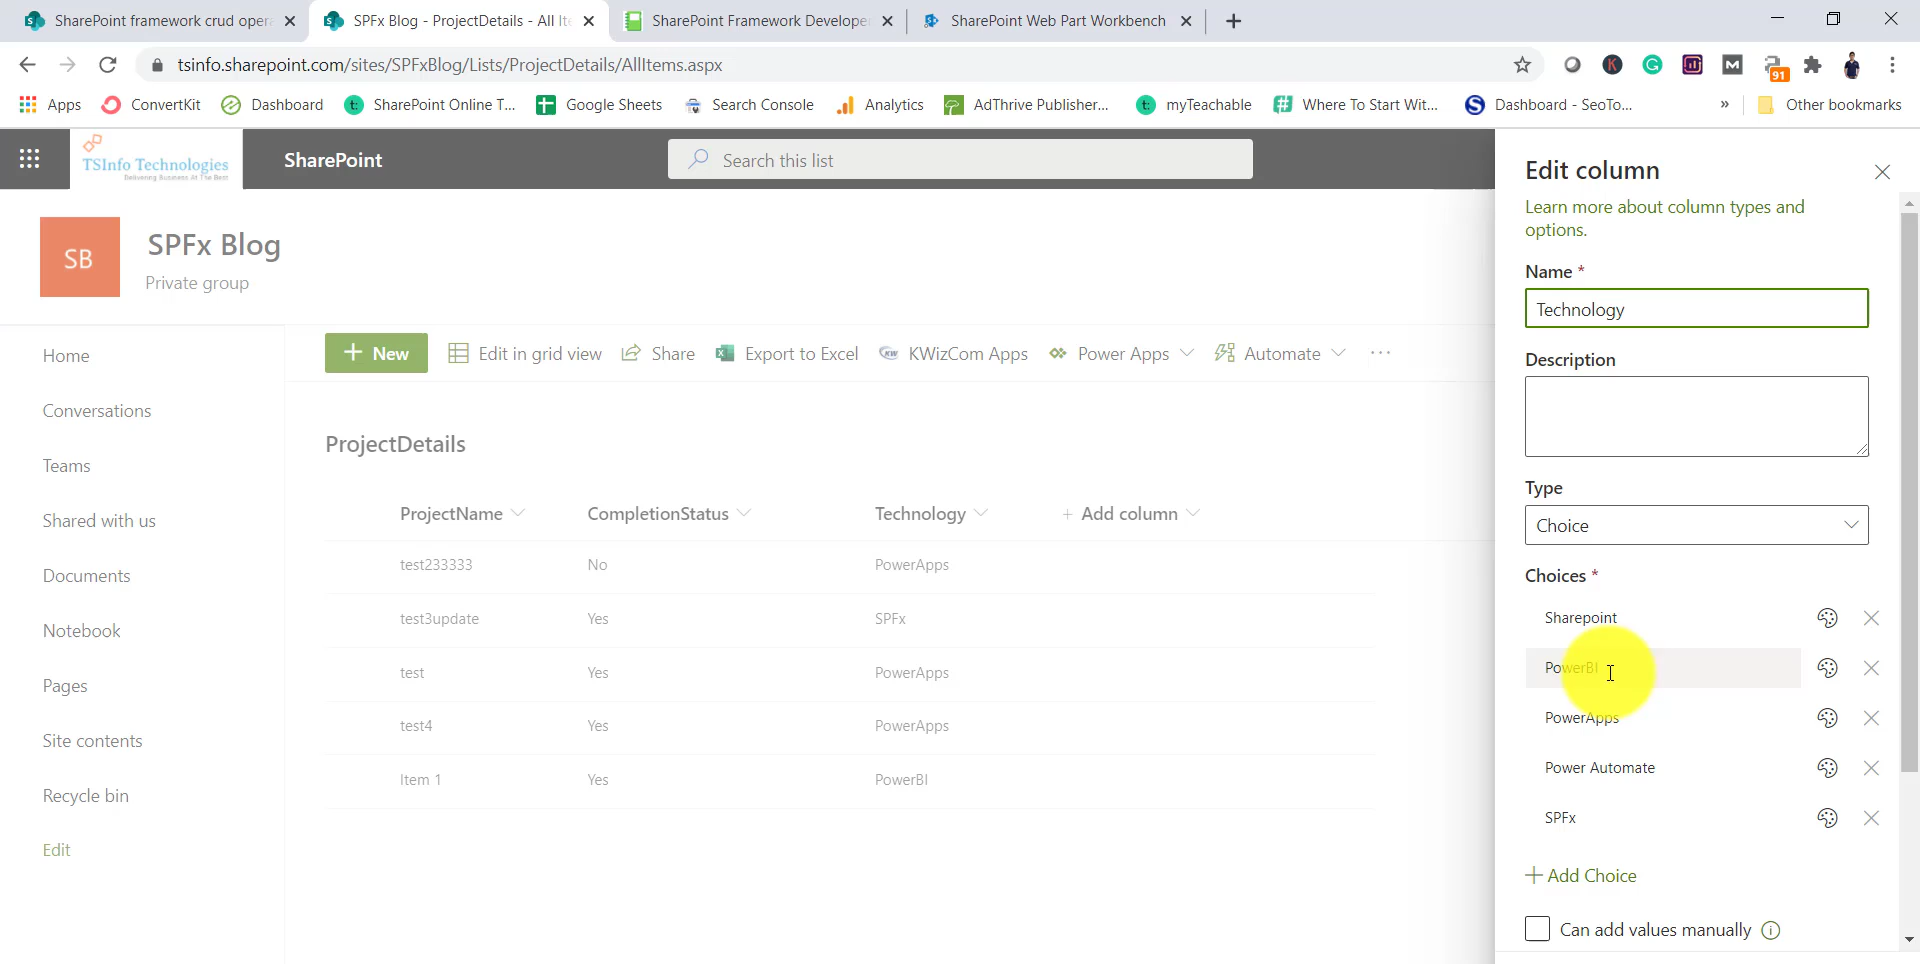 SharePoint framework crud oper
SPFx Blog - ProjectDetails - All It
SharePoint Framework Develope
SharePoint Web Part Workbench
tsinfo.sharepoint.com/sites/SPFxBlog/Lists/ProjectDetails/AllItems.aspx
K
G
M
91
Apps
ConvertKit
Dashboard
t: SharePoint Online T...
Google Sheets
Search Console
Analytics
AdThrive Publisher...
t: myTeachable
Where To Start Wit...
S Dashboard - SeoTo...
»
Other bookmarks
TSInfo Technologies
Delivering Business At The Best
SharePoint
Search this list
SB
SPFx Blog
Private group
Home
Conversations
Teams
Shared with us
Documents
Notebook
Pages
Site contents
Recycle bin
Edit
+ New
Edit in grid view
Share
Export to Excel
KW KWizCom Apps
Power Apps
Automate
...
ProjectDetails
ProjectName CompletionStatus Technology + Add column
test233333 No PowerApps
test3update Yes SPFx
test Yes PowerApps
test4 Yes PowerApps
Item 1 Yes PowerBI
Edit column
Learn more about column types and
options.
Name *
Technology
Description
Type
Choice
Choices *
Sharepoint
PowerBI
PowerApps
Power Automate
SPFx
+ Add Choice
Can add values manually